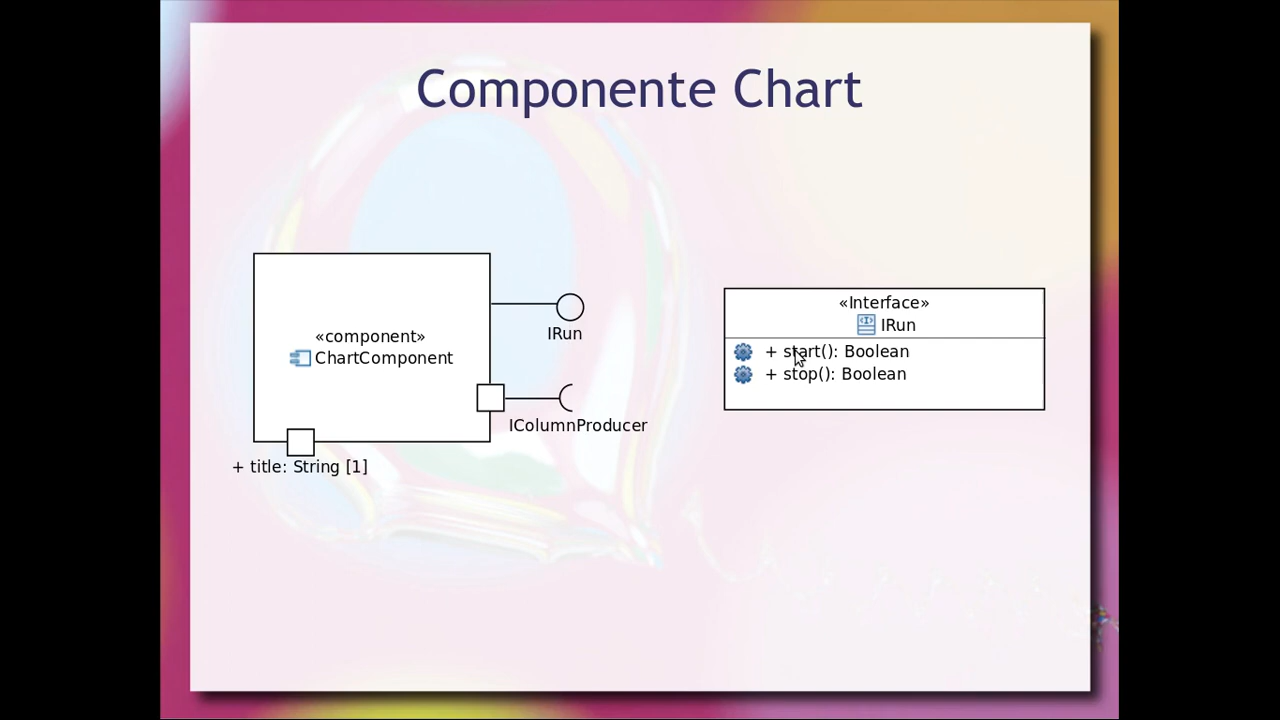 Componente Chart
«component»
ChartComponent
IRun
IColumnProducer
+ title: String [1]
«Interface»
IRun
+ start(): Boolean
+ stop(): Boolean